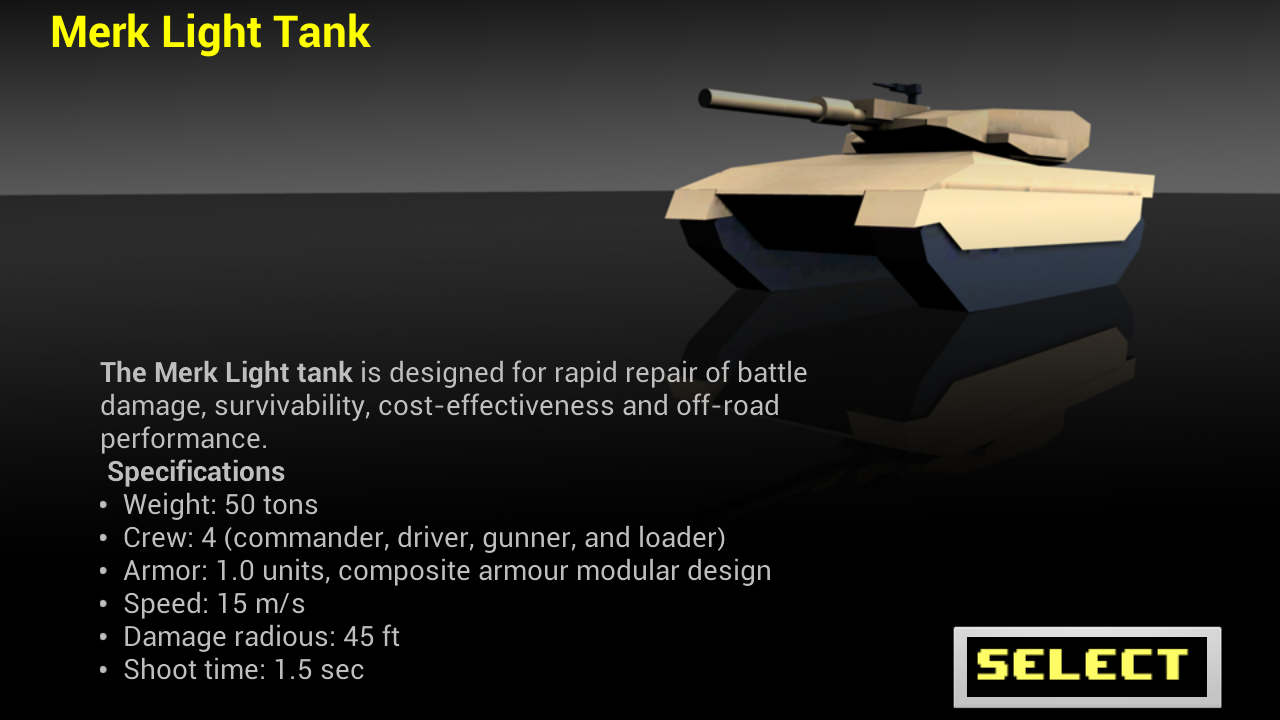 Merk Light Tank
The Merk Light tank is designed for rapid repair of battle
damage, survivability, cost-effectiveness and off-road
performance.
Specifications
• Weight: 50 tons
• Crew: 4 (commander, driver, gunner, and loader)
• Armor: 1.0 units, composite armour modular design
• Speed: 15 m/s
• Damage radious: 45 ft
• Shoot time: 1.5 sec
SELECT